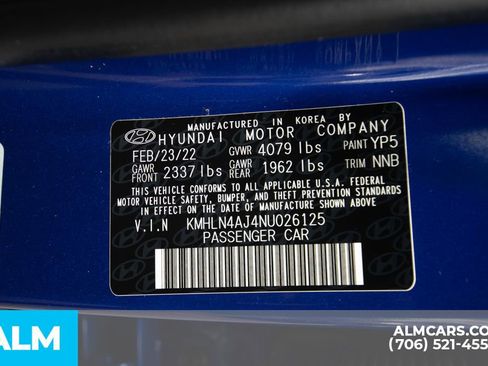 MANUFACTURED IN KOREA BY
HYUNDAI MOTOR COMPANY
FEB/23/22 GVWR 4079 lbs PAINT YP5
GAWR FRONT 2337 lbs GAWR REAR 1962 lbs TRIM NNB
THIS VEHICLE CONFORMS TO ALL APPLICABLE U.S.A. FEDERAL
MOTOR VEHICLE SAFETY, BUMPER, AND THEFT PREVENTION STANDARDS
IN EFFECT ON THE DATE OF MANUFACTURE SHOWN ABOVE.
V.I.N KMHLN4AJ4NU026125
PASSENGER CAR
ALM
ALMCARS.COM
(706) 521-455